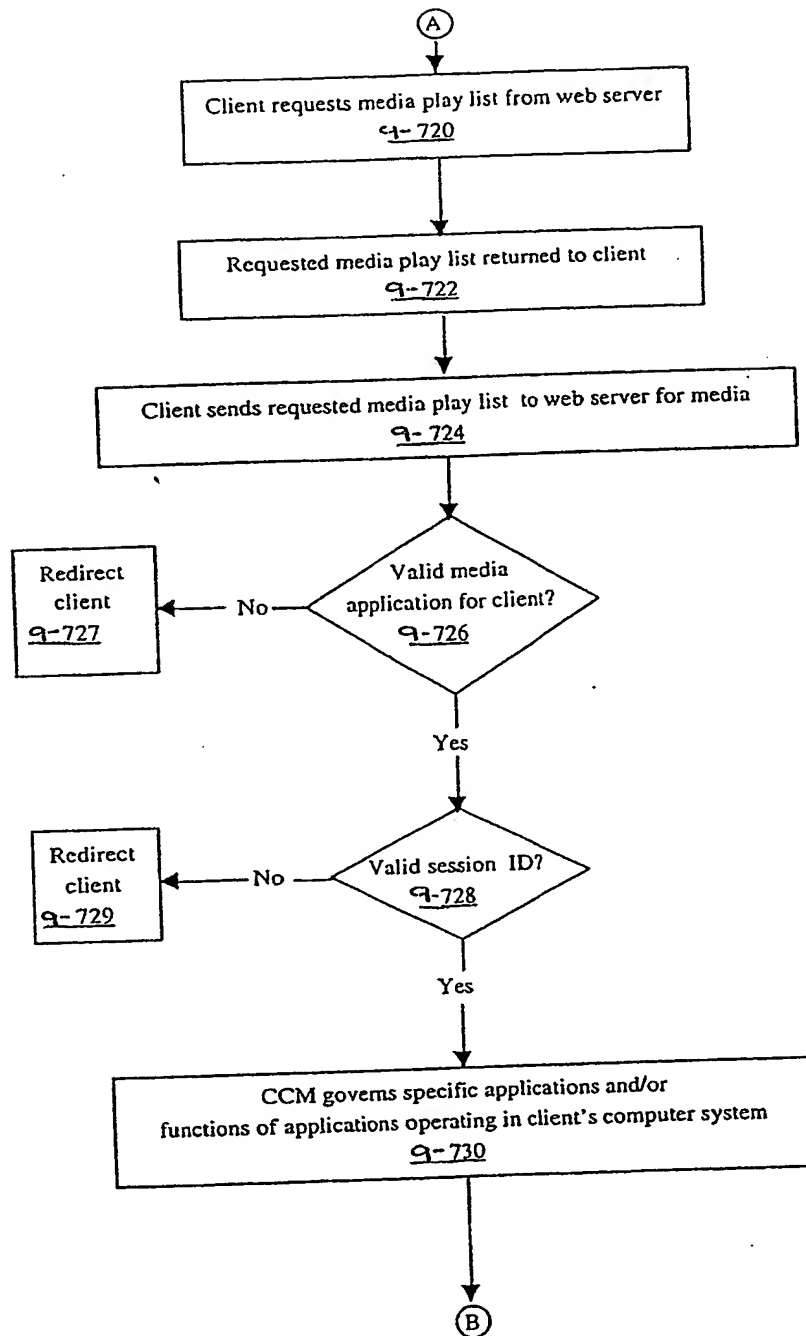 A
Client requests media play list from web server
9-720
Requested media play list returned to client
9-722
Client sends requested media play list to web server for media
9-724
Valid media
application for client?
9-726
No
Redirect
client
9-727
Yes
Valid session ID?
9-728
No
Redirect
client
9-729
Yes
CCM governs specific applications and/or
functions of applications operating in client's computer system
9-730
B